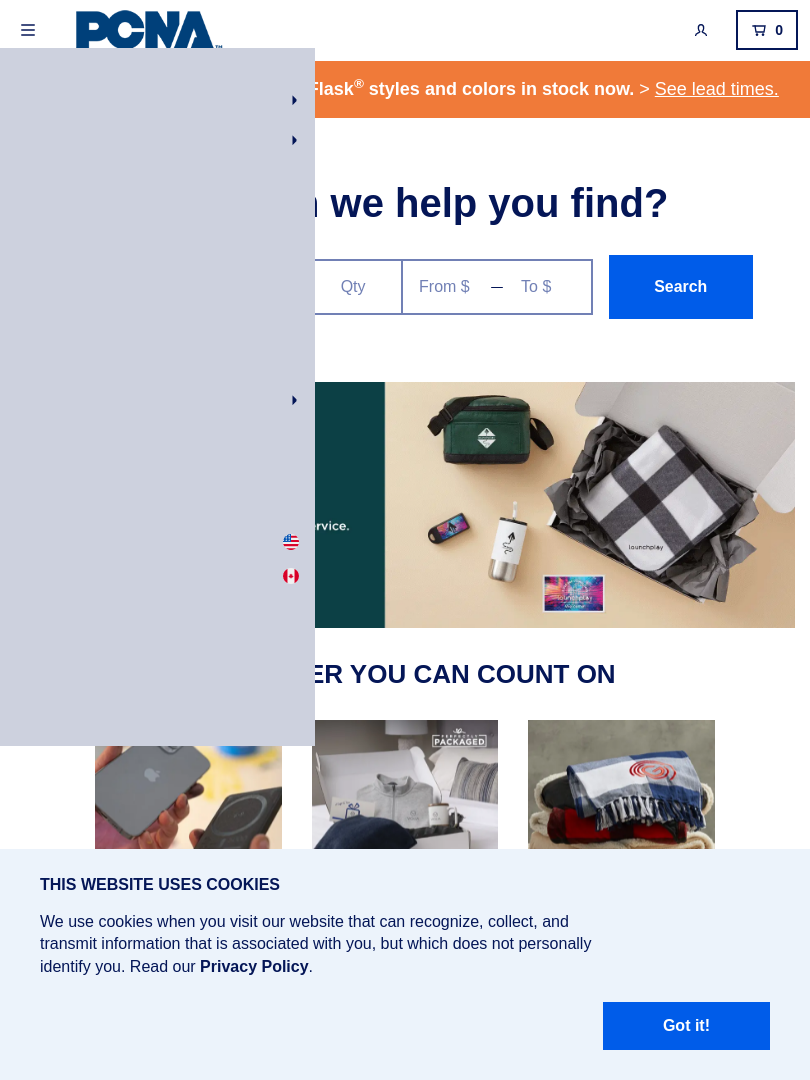 PCNA™
0
Flask® styles and colors in stock now. > See lead times.
we help you find?
Qty
From $
To $
Search
launchplay
YOU CAN COUNT ON
PERFECTLY
PACKAGED
THIS WEBSITE USES COOKIES
We use cookies when you visit our website that can recognize, collect, and
transmit information that is associated with you, but which does not personally
identify you. Read our Privacy Policy.
Got it!